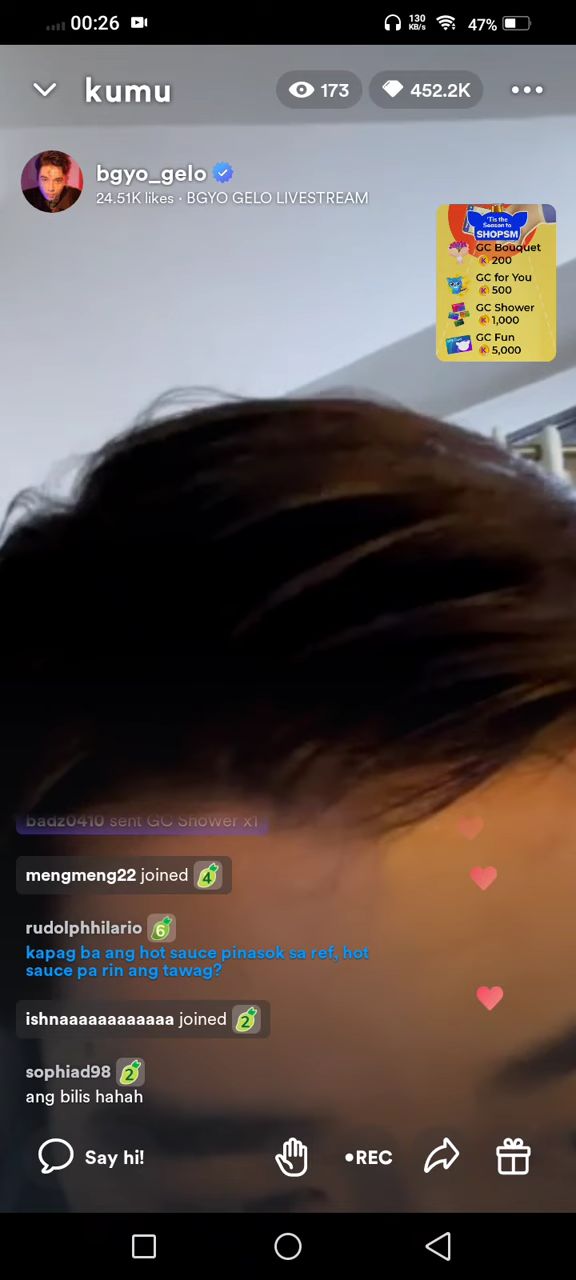 00:26
130
KB/s
47%
kumu
173
452.2K
bgyo_gelo
24.51K likes · BGYO GELO LIVESTREAM
'Tis the
Season to
SHOPSM
GC Bouquet
200
GC for You
500
GC Shower
1,000
GC Fun
5,000
badz0410 sent GC Shower x1
mengmeng22 joined 4
rudolphhilario 6
kapag ba ang hot sauce pinasok sa ref, hot
sauce pa rin ang tawag?
ishnaaaaaaaaaaaa joined 2
sophiad98 2
ang bilis hahah
Say hi!
•REC